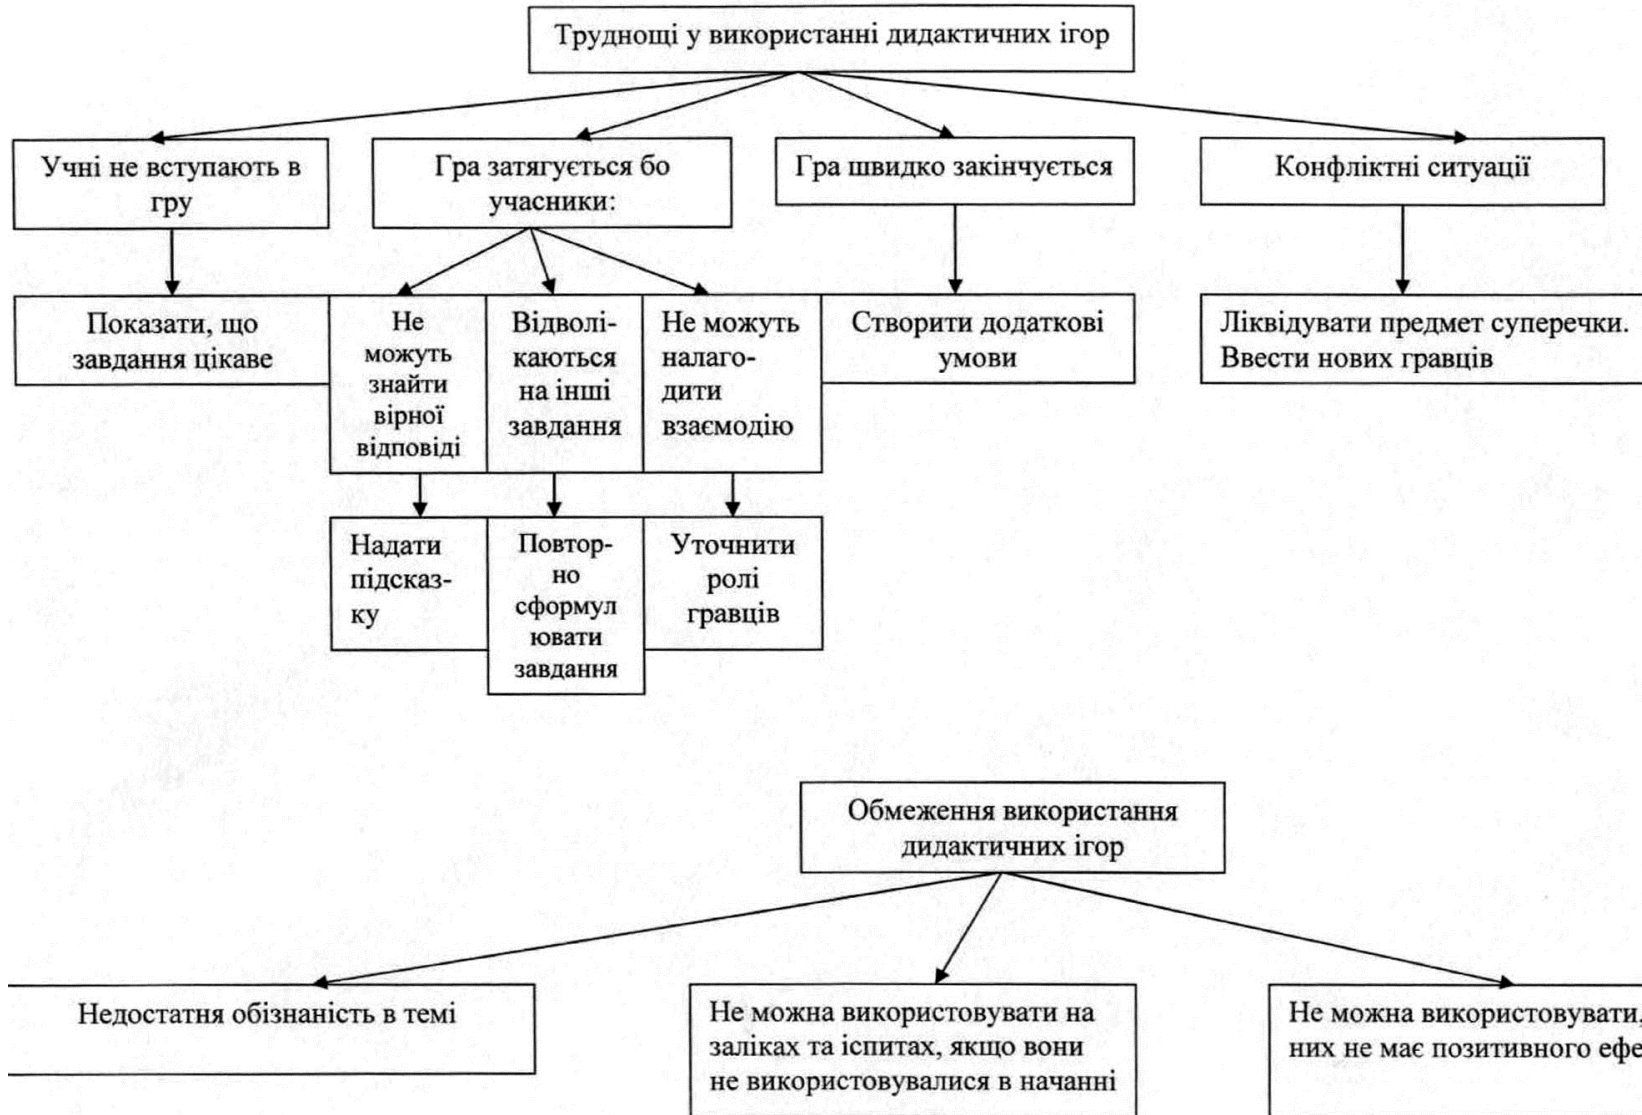 Труднощі у використанні дидактичних ігор
Учні не вступають в
гру
Гра затягується бо
учасники:
Гра швидко закінчується
Конфліктні ситуації
Показати, що
завдання цікаве
Не
можуть
знайти
вірної
відповіді
Відволі-
каються
на інші
завдання
Не можуть
налаго-
дити
взаємодію
Створити додаткові
умови
Ліквідувати предмет суперечки.
Ввести нових гравців
Надати
підсказ-
ку
Повтор-
но
сформул
ювати
завдання
Уточнити
ролі
гравців
Обмеження використання
дидактичних ігор
Недостатня обізнаність в темі
Не можна використовувати на
заліках та іспитах, якщо вони
не використовувалися в начанні
Не можна використовувати,
них не має позитивного ефе